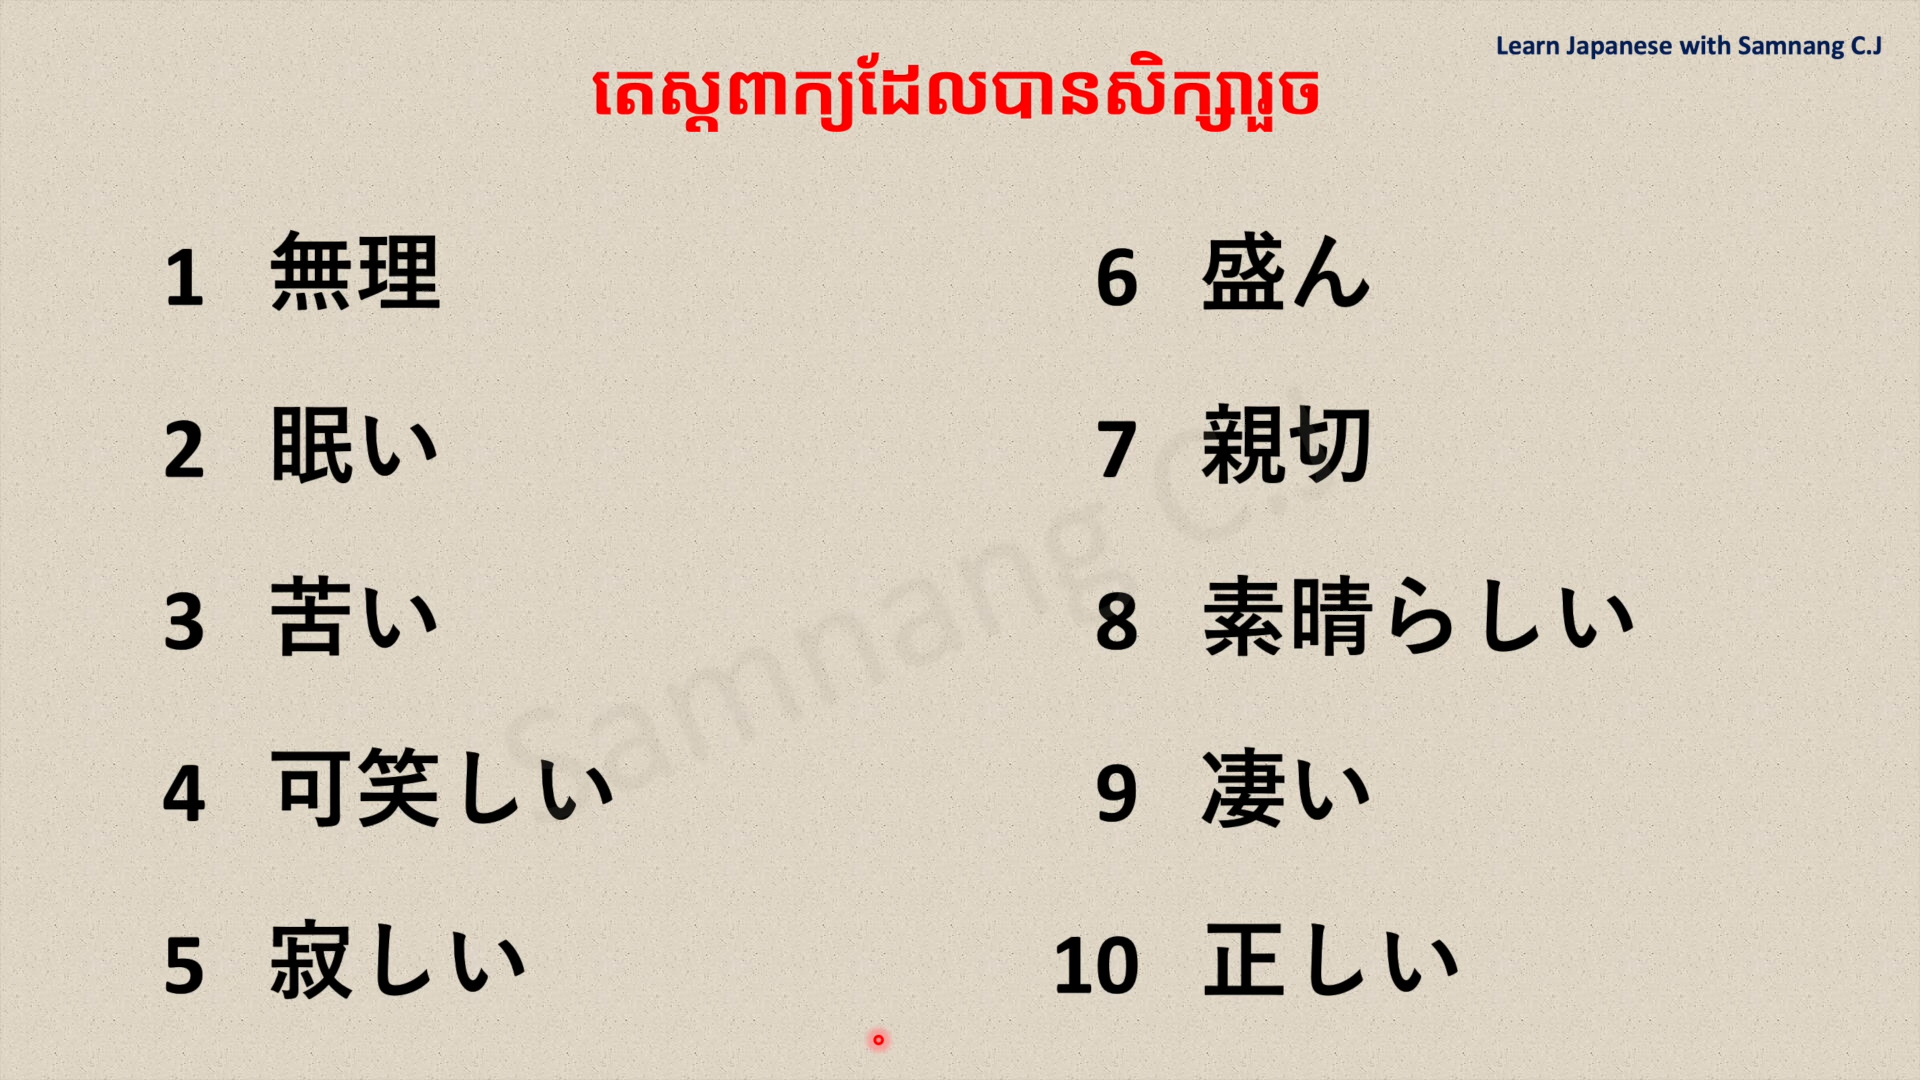 Learn Japanese with Samnang C.J
តេស្តពាក្យដែលបានសិក្សារួច
1 無理
2 眠い
3 苦い
4 可笑しい
5 寂しい
6 盛ん
7 親切
8 素晴らしい
9 凄い
10 正しい
Samnang C.J